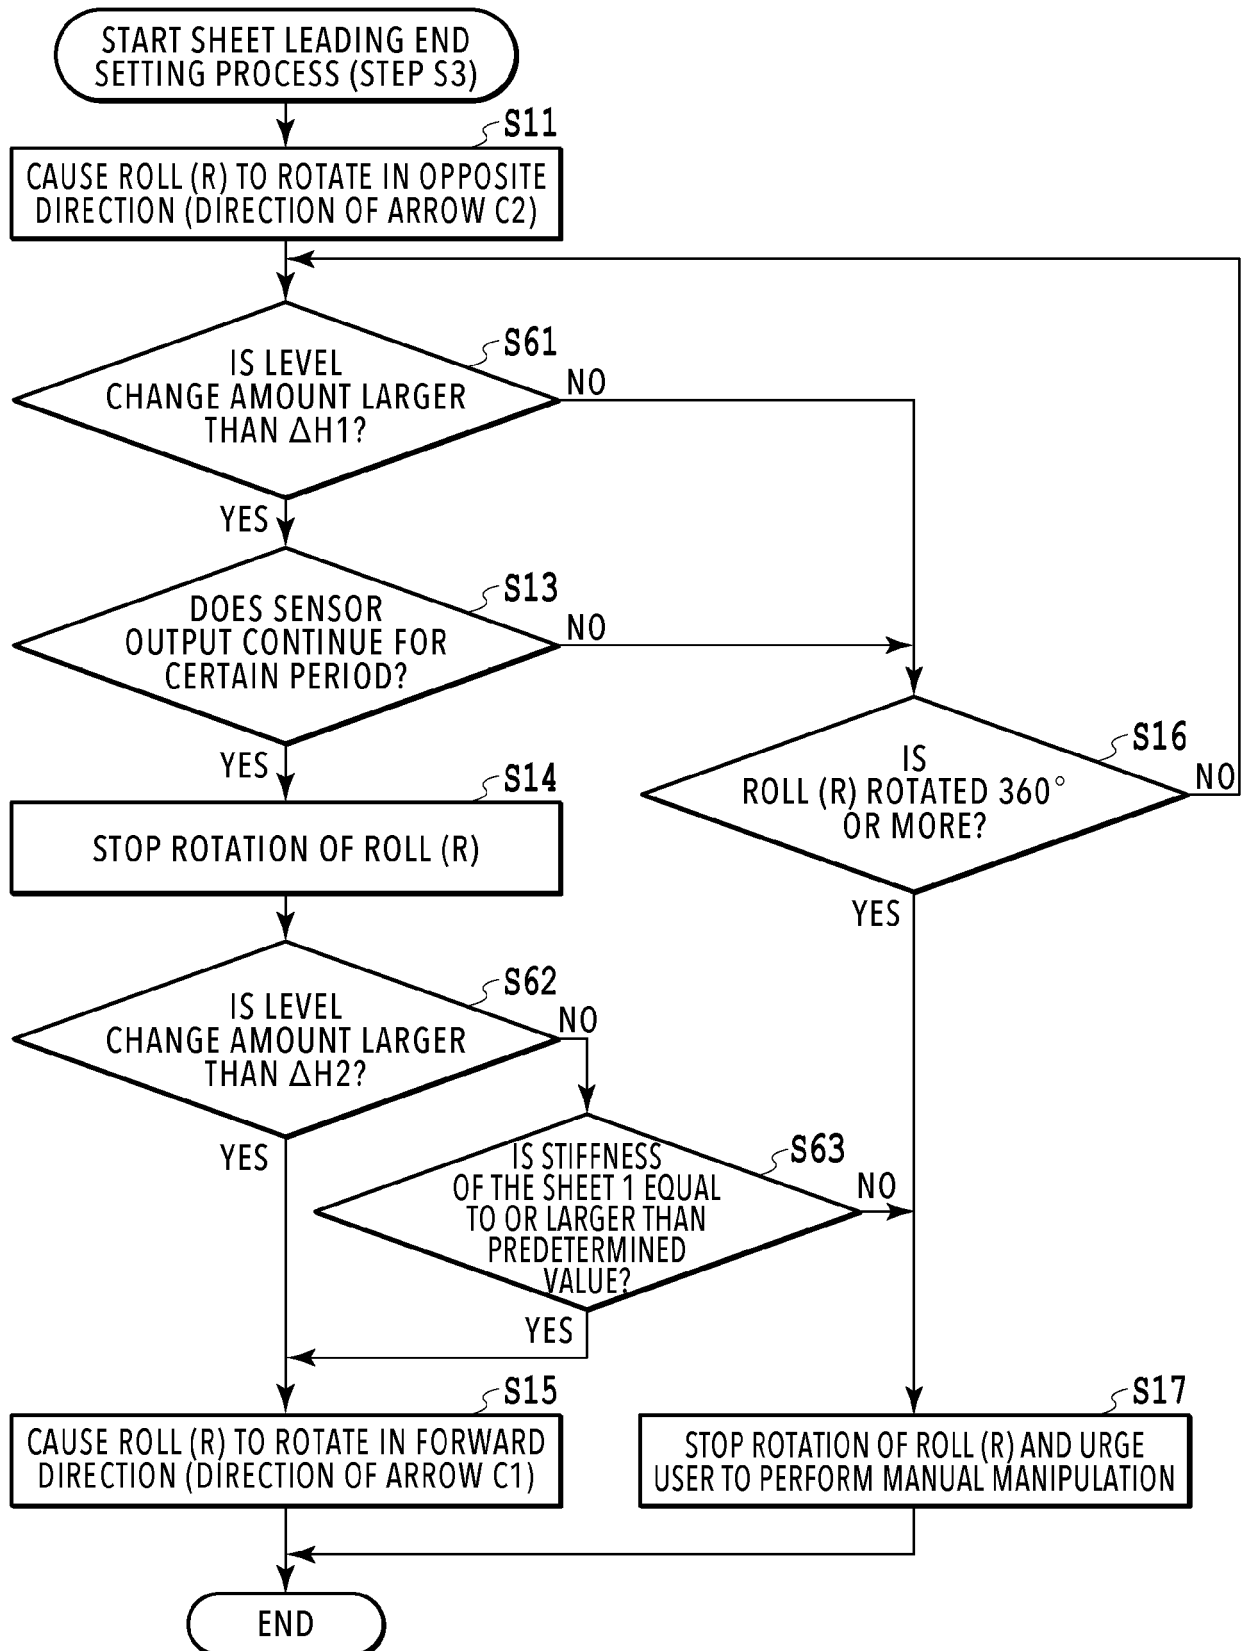 START SHEET LEADING END
SETTING PROCESS (STEP S3)
S11
CAUSE ROLL (R) TO ROTATE IN OPPOSITE
DIRECTION (DIRECTION OF ARROW C2)
S61
IS LEVEL
CHANGE AMOUNT LARGER
THAN ΔH1?
NO
YES
S13
DOES SENSOR
OUTPUT CONTINUE FOR
CERTAIN PERIOD?
NO
YES
S16
IS
ROLL (R) ROTATED 360°
OR MORE?
NO
YES
S14
STOP ROTATION OF ROLL (R)
S62
IS LEVEL
CHANGE AMOUNT LARGER
THAN ΔH2?
NO
YES
S63
IS STIFFNESS
OF THE SHEET 1 EQUAL
TO OR LARGER THAN
PREDETERMINED
VALUE?
NO
YES
S15
CAUSE ROLL (R) TO ROTATE IN FORWARD
DIRECTION (DIRECTION OF ARROW C1)
S17
STOP ROTATION OF ROLL (R) AND URGE
USER TO PERFORM MANUAL MANIPULATION
END